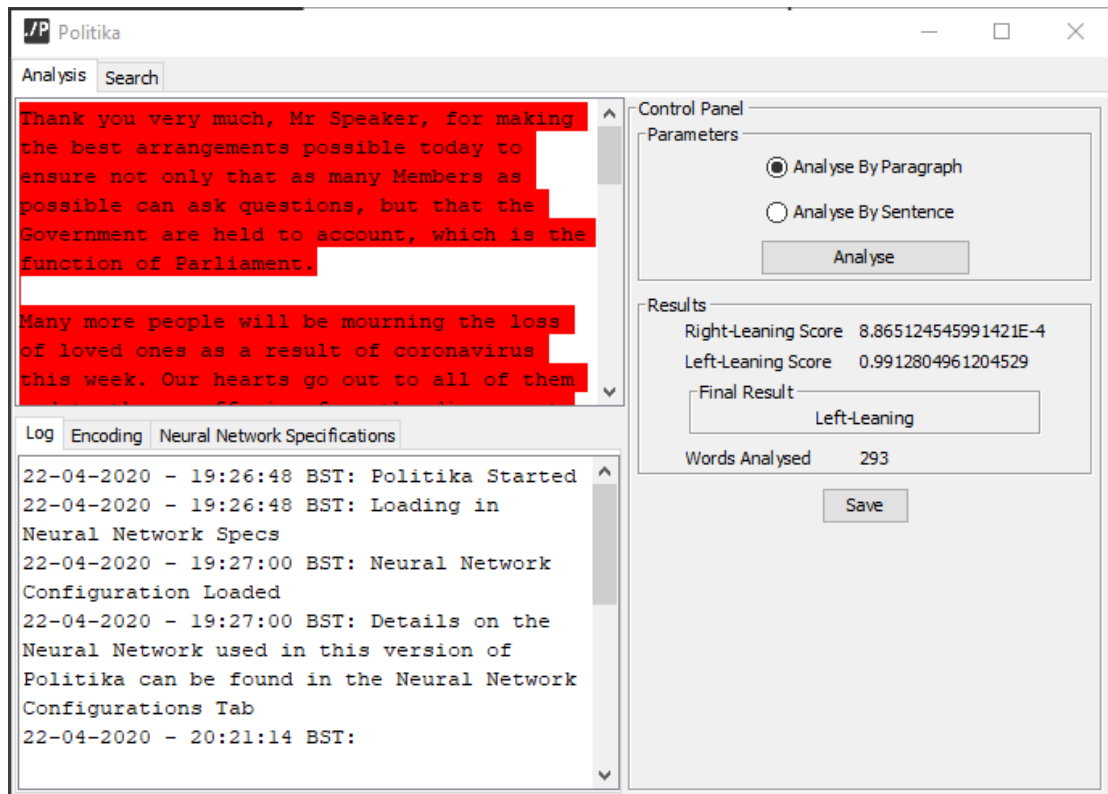 ./P Politika
Analysis Search
Thank you very much, Mr Speaker, for making
the best arrangements possible today to
ensure not only that as many Members as
possible can ask questions, but that the
Government are held to account, which is the
function of Parliament.
Many more people will be mourning the loss
of loved ones as a result of coronavirus
this week. Our hearts go out to all of them
Log Encoding Neural Network Specifications
22-04-2020 - 19:26:48 BST: Politika Started
22-04-2020 - 19:26:48 BST: Loading in
Neural Network Specs
22-04-2020 - 19:27:00 BST: Neural Network
Configuration Loaded
22-04-2020 - 19:27:00 BST: Details on the
Neural Network used in this version of
Politika can be found in the Neural Network
Configurations Tab
22-04-2020 - 20:21:14 BST:
Control Panel
Parameters
Analyse By Paragraph
Analyse By Sentence
Analyse
Results
Right-Leaning Score 8.865124545991421E-4
Left-Leaning Score 0.9912804961204529
Final Result
Left-Leaning
Words Analysed 293
Save